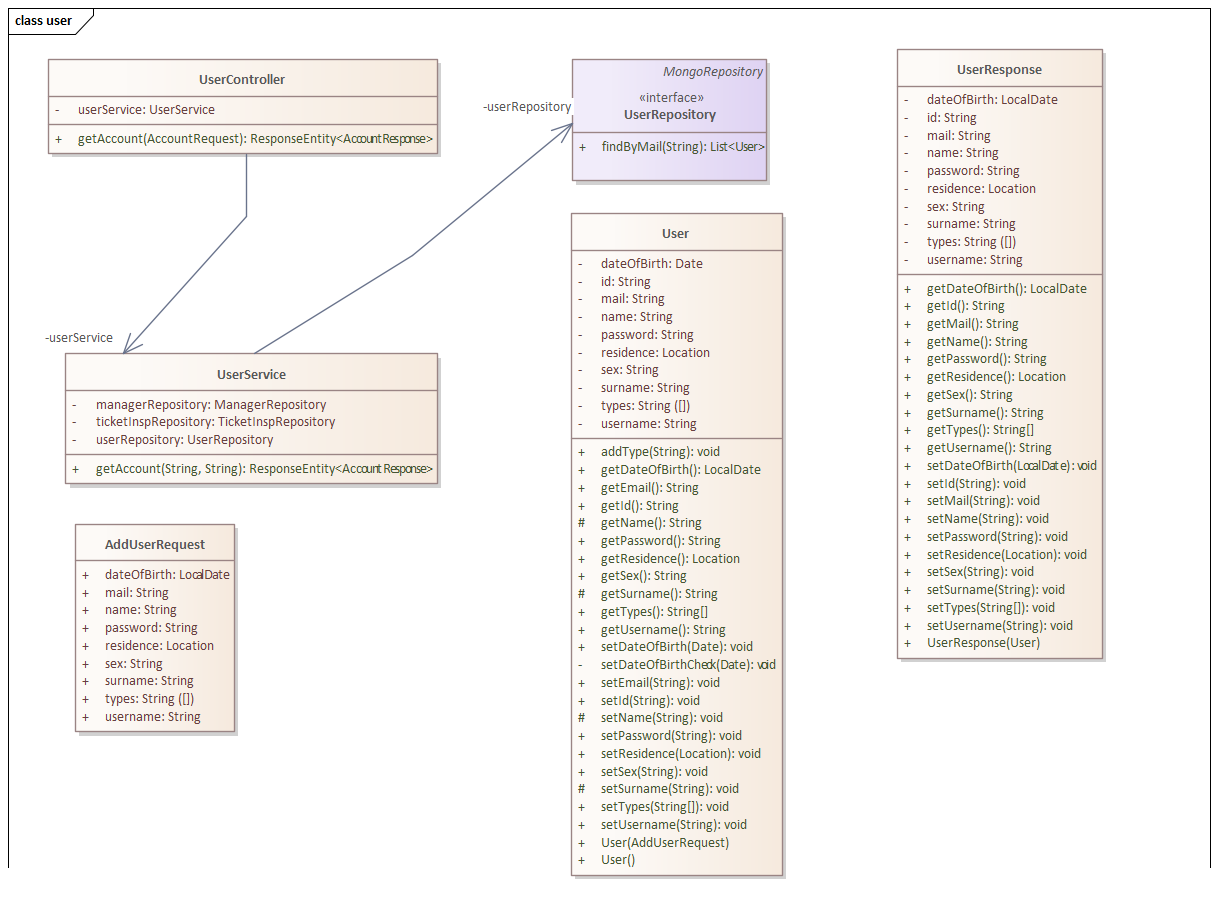 class user
UserController
- userService: UserService
+ getAccount(AccountRequest): ResponseEntity<AccountResponse>
-userRepository
MongoRepository
«interface»
UserRepository
+ findByMail(String): List<User>
-userService
UserService
- managerRepository: ManagerRepository
- ticketInspRepository: TicketInspRepository
- userRepository: UserRepository
+ getAccount(String, String): ResponseEntity<AccountResponse>
AddUserRequest
+ dateOfBirth: LocalDate
+ mail: String
+ name: String
+ password: String
+ residence: Location
+ sex: String
+ surname: String
+ types: String ([])
+ username: String
User
- dateOfBirth: Date
- id: String
- mail: String
- name: String
- password: String
- residence: Location
- sex: String
- surname: String
- types: String ([])
- username: String
+ addType(String): void
+ getDateOfBirth(): LocalDate
+ getEmail(): String
+ getId(): String
# getName(): String
+ getPassword(): String
+ getResidence(): Location
+ getSex(): String
# getSurname(): String
+ getTypes(): String[]
+ getUsername(): String
+ setDateOfBirth(Date): void
- setDateOfBirthCheck(Date): void
+ setEmail(String): void
+ setId(String): void
# setName(String): void
+ setPassword(String): void
+ setResidence(Location): void
+ setSex(String): void
# setSurname(String): void
+ setTypes(String[]): void
+ setUsername(String): void
+ User(AddUserRequest)
+ User()
UserResponse
- dateOfBirth: LocalDate
- id: String
- mail: String
- name: String
- password: String
- residence: Location
- sex: String
- surname: String
- types: String ([])
- username: String
+ getDateOfBirth(): LocalDate
+ getId(): String
+ getMail(): String
+ getName(): String
+ getPassword(): String
+ getResidence(): Location
+ getSex(): String
+ getSurname(): String
+ getTypes(): String[]
+ getUsername(): String
+ setDateOfBirth(LocalDate): void
+ setId(String): void
+ setMail(String): void
+ setName(String): void
+ setPassword(String): void
+ setResidence(Location): void
+ setSex(String): void
+ setSurname(String): void
+ setTypes(String[]): void
+ setUsername(String): void
+ UserResponse(User)